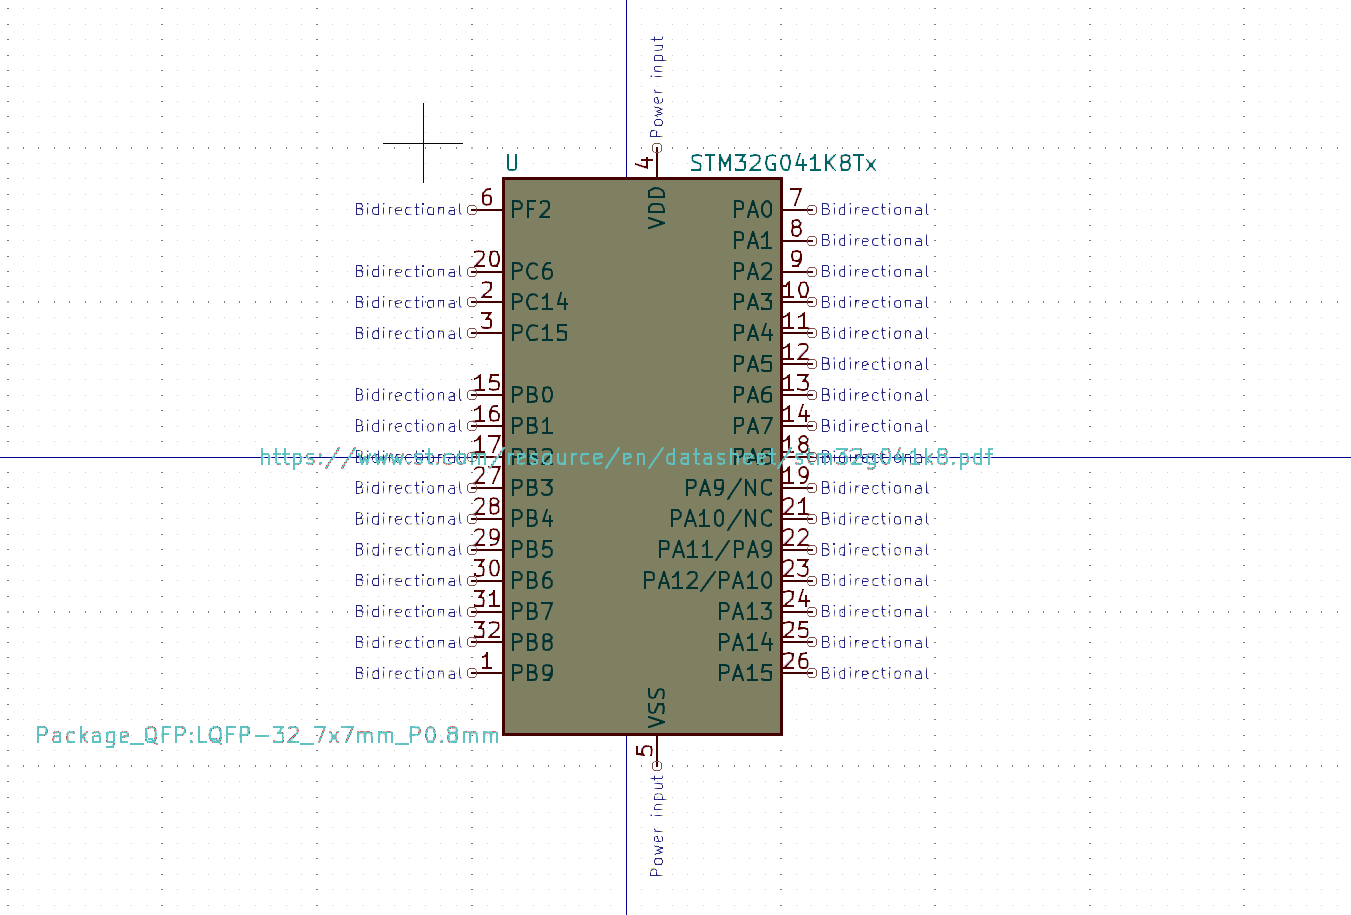 Power input
4
U STM32G041K8Tx
VDD
Bidirectional 6 PF2 PA0 7 Bidirectional
PA1 8 Bidirectional
Bidirectional 20 PC6 PA2 9 Bidirectional
Bidirectional 2 PC14 PA3 10 Bidirectional
Bidirectional 3 PC15 PA4 11 Bidirectional
PA5 12 Bidirectional
Bidirectional 15 PB0 PA6 13 Bidirectional
Bidirectional 16 PB1 PA7 14 Bidirectional
Bidirectional 17 PB2 PA8 18 Bidirectional
https://www.st.com/resource/en/datasheet/stm32g041k8.pdf
Bidirectional 27 PB3 PA9/NC 19 Bidirectional
Bidirectional 28 PB4 PA10/NC 21 Bidirectional
Bidirectional 29 PB5 PA11/PA9 22 Bidirectional
Bidirectional 30 PB6 PA12/PA10 23 Bidirectional
Bidirectional 31 PB7 PA13 24 Bidirectional
Bidirectional 32 PB8 PA14 25 Bidirectional
Bidirectional 1 PB9 PA15 26 Bidirectional
VSS
Package_QFP:LQFP-32_7x7mm_P0.8mm
5
Power input